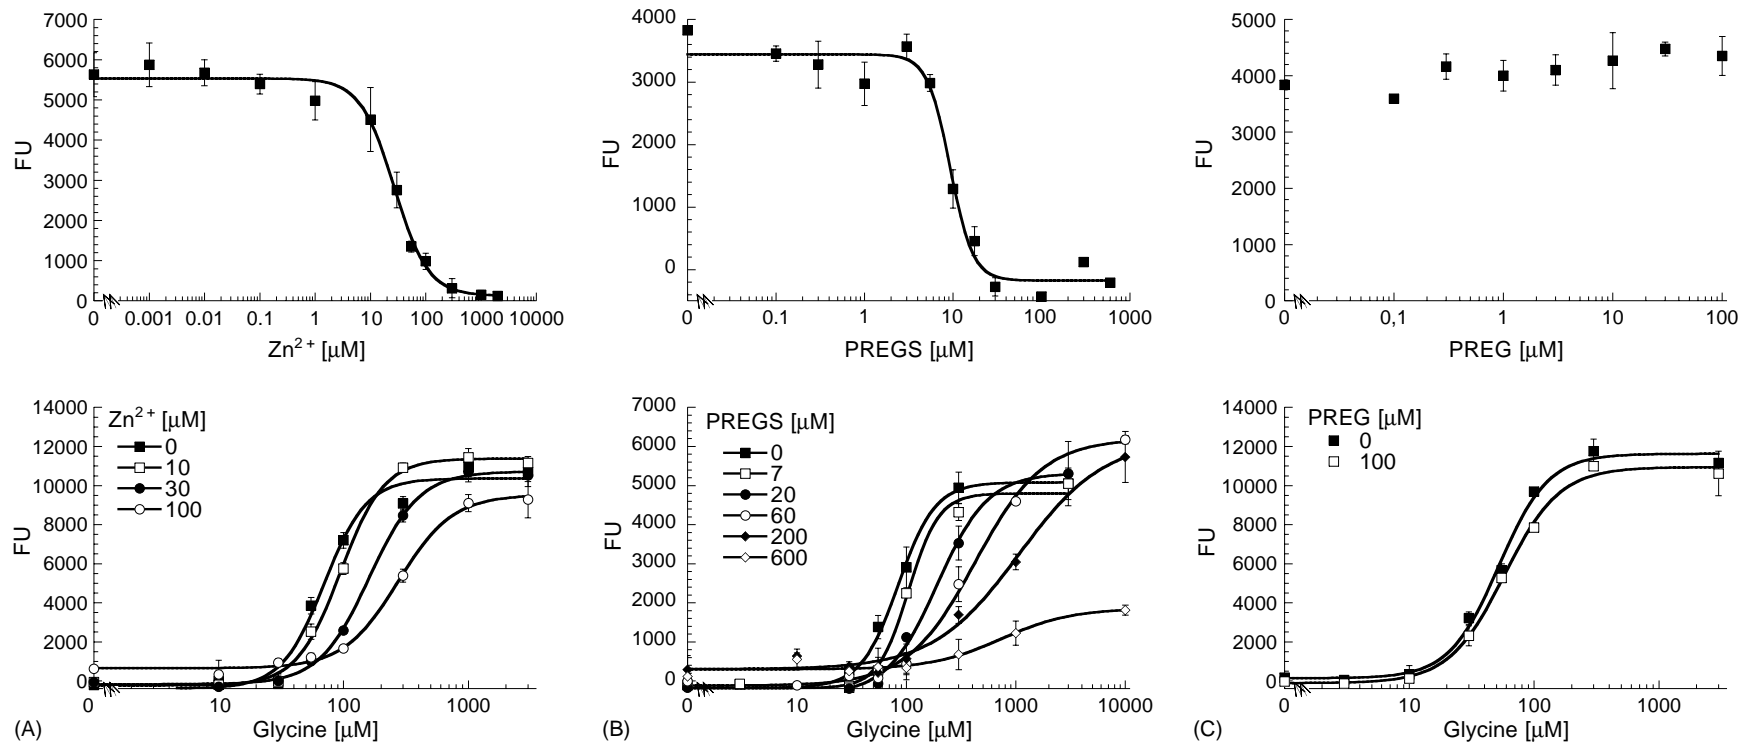 7000
6000
5000
4000
3000
2000
1000
0
FU
0 0.001 0.01 0.1 1 10 100 1000 10000
Zn2+ [μM]
4000
3000
2000
1000
0
FU
0 0.1 1 10 100 1000
PREGS [μM]
5000
4000
3000
2000
1000
0
FU
0 0,1 1 10 100
PREG [μM]
14000
12000
10000
8000
6000
4000
2000
0
FU
Zn2+ [μM]
0
10
30
100
0 10 100 1000
(A) Glycine [μM]
7000
6000
5000
4000
3000
2000
1000
0
FU
PREGS [μM]
0
7
20
60
200
600
0 10 100 1000 10000
(B) Glycine [μM]
14000
12000
10000
8000
6000
4000
2000
0
FU
PREG [μM]
0
100
0 10 100 1000
(C) Glycine [μM]